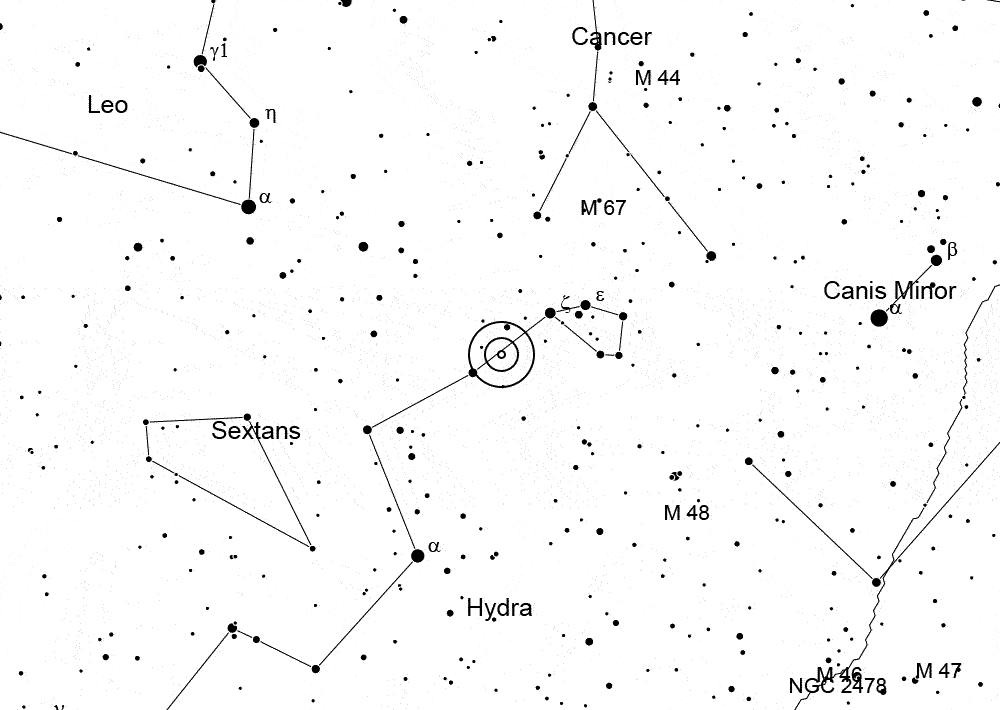 Cancer
γ1
M 44
Leo
η
α
M 67
β
Canis Minor
α
ζ
ε
Sextans
M 48
α
Hydra
M 46
M 47
NGC 2478